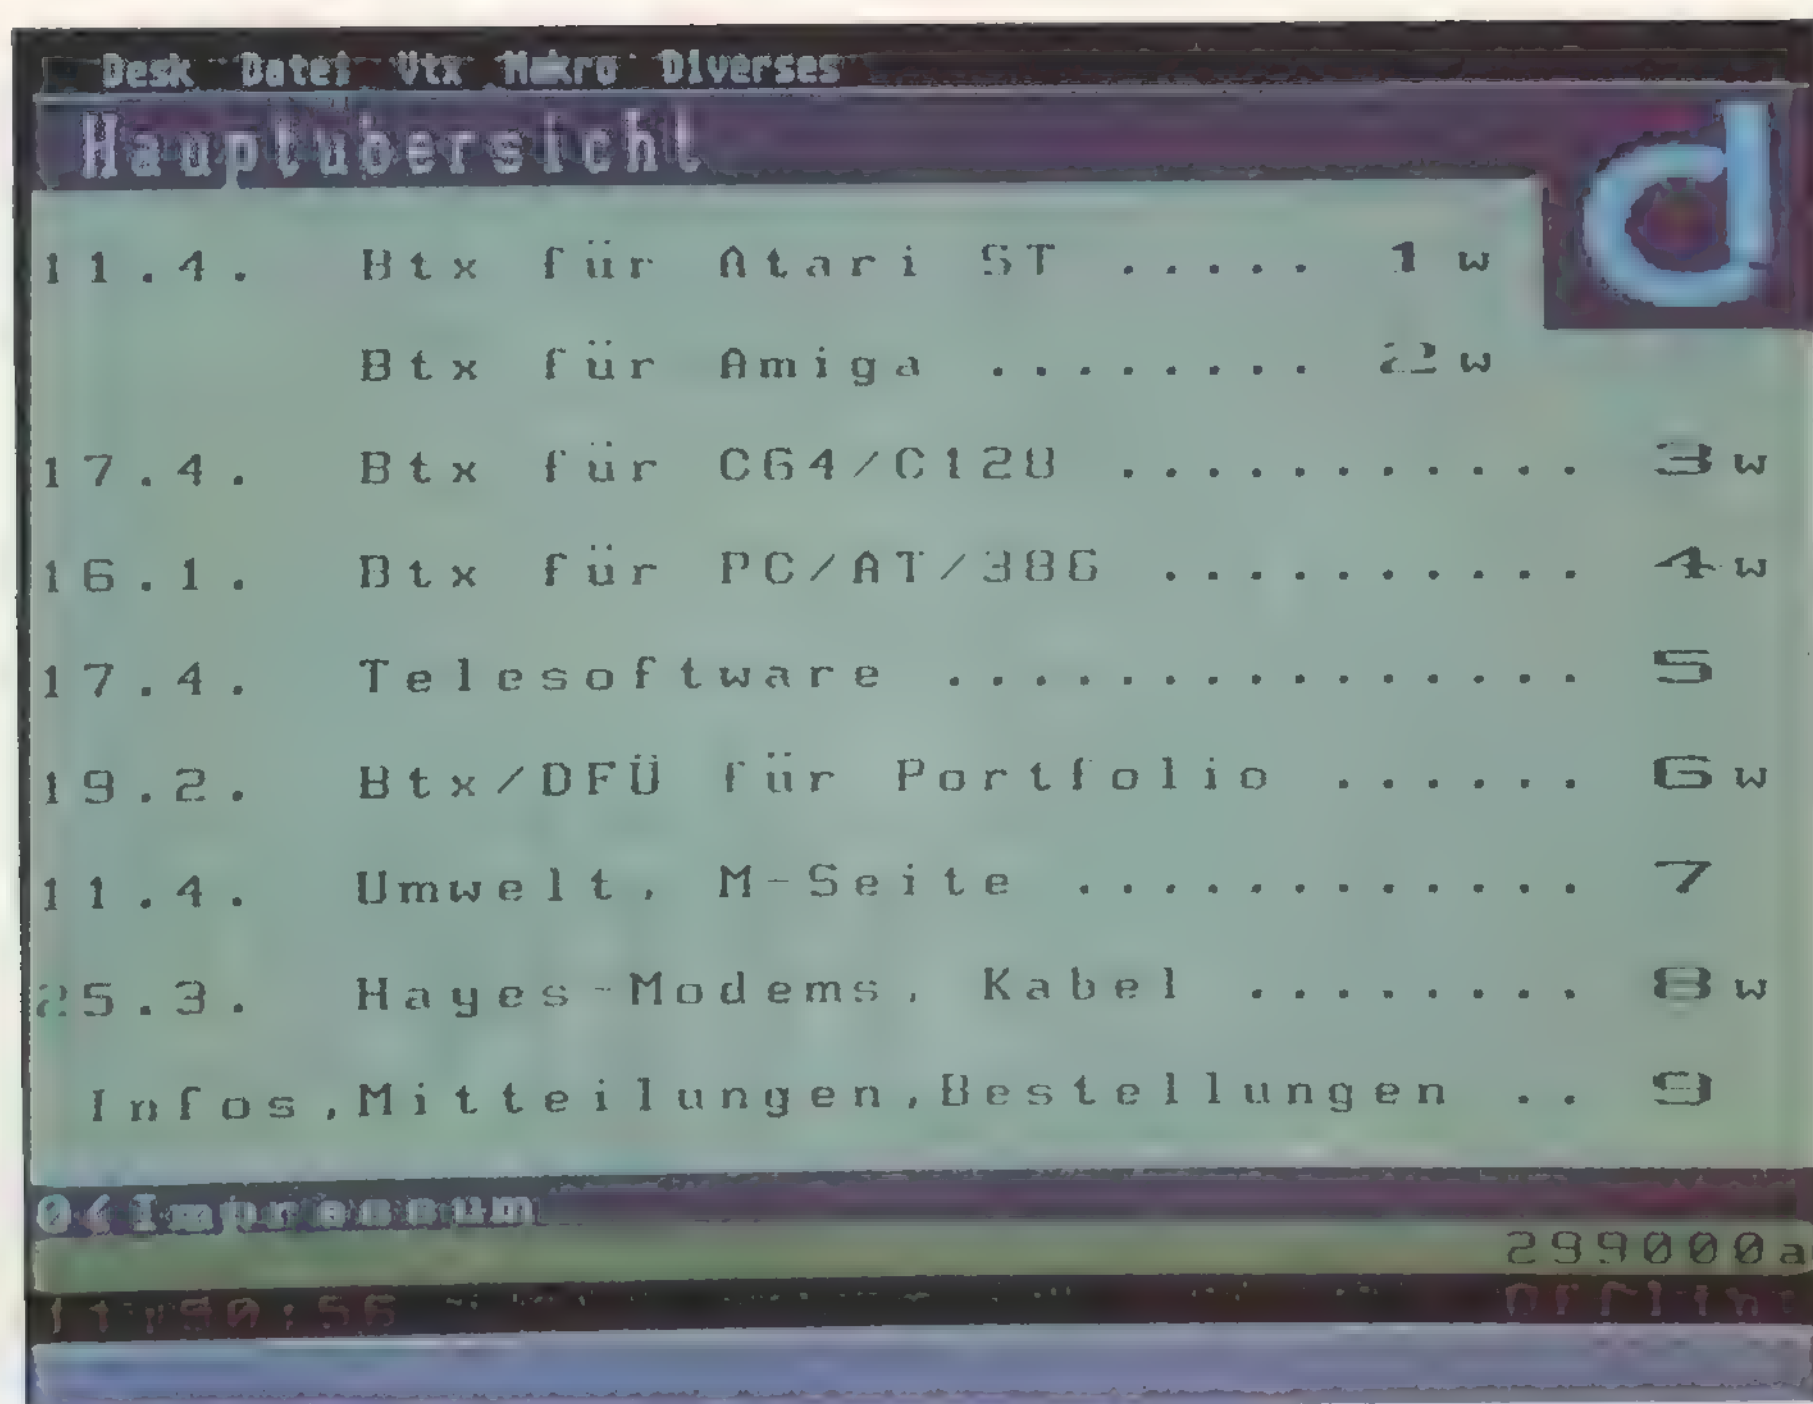 Desk Datei Vtx Makro Diverses
Hauptübersicht
d
11.4. Btx für Atari ST ..... 1 w
Btx für Amiga ........ 2 w
17.4. Btx für C64/C128 ........... 3 w
16.1. Btx für PC/AT/386 .......... 4 w
17.4. Telesoftware ............... 5
19.2. Btx/DFÜ für Portfolio ...... 6 w
11.4. Umwelt, M-Seite ............ 7
25.3. Hayes-Modems, Kabel ........ 8 w
Infos,Mitteilungen,Bestellungen .. 9
0 Impressum
299000a
Offline